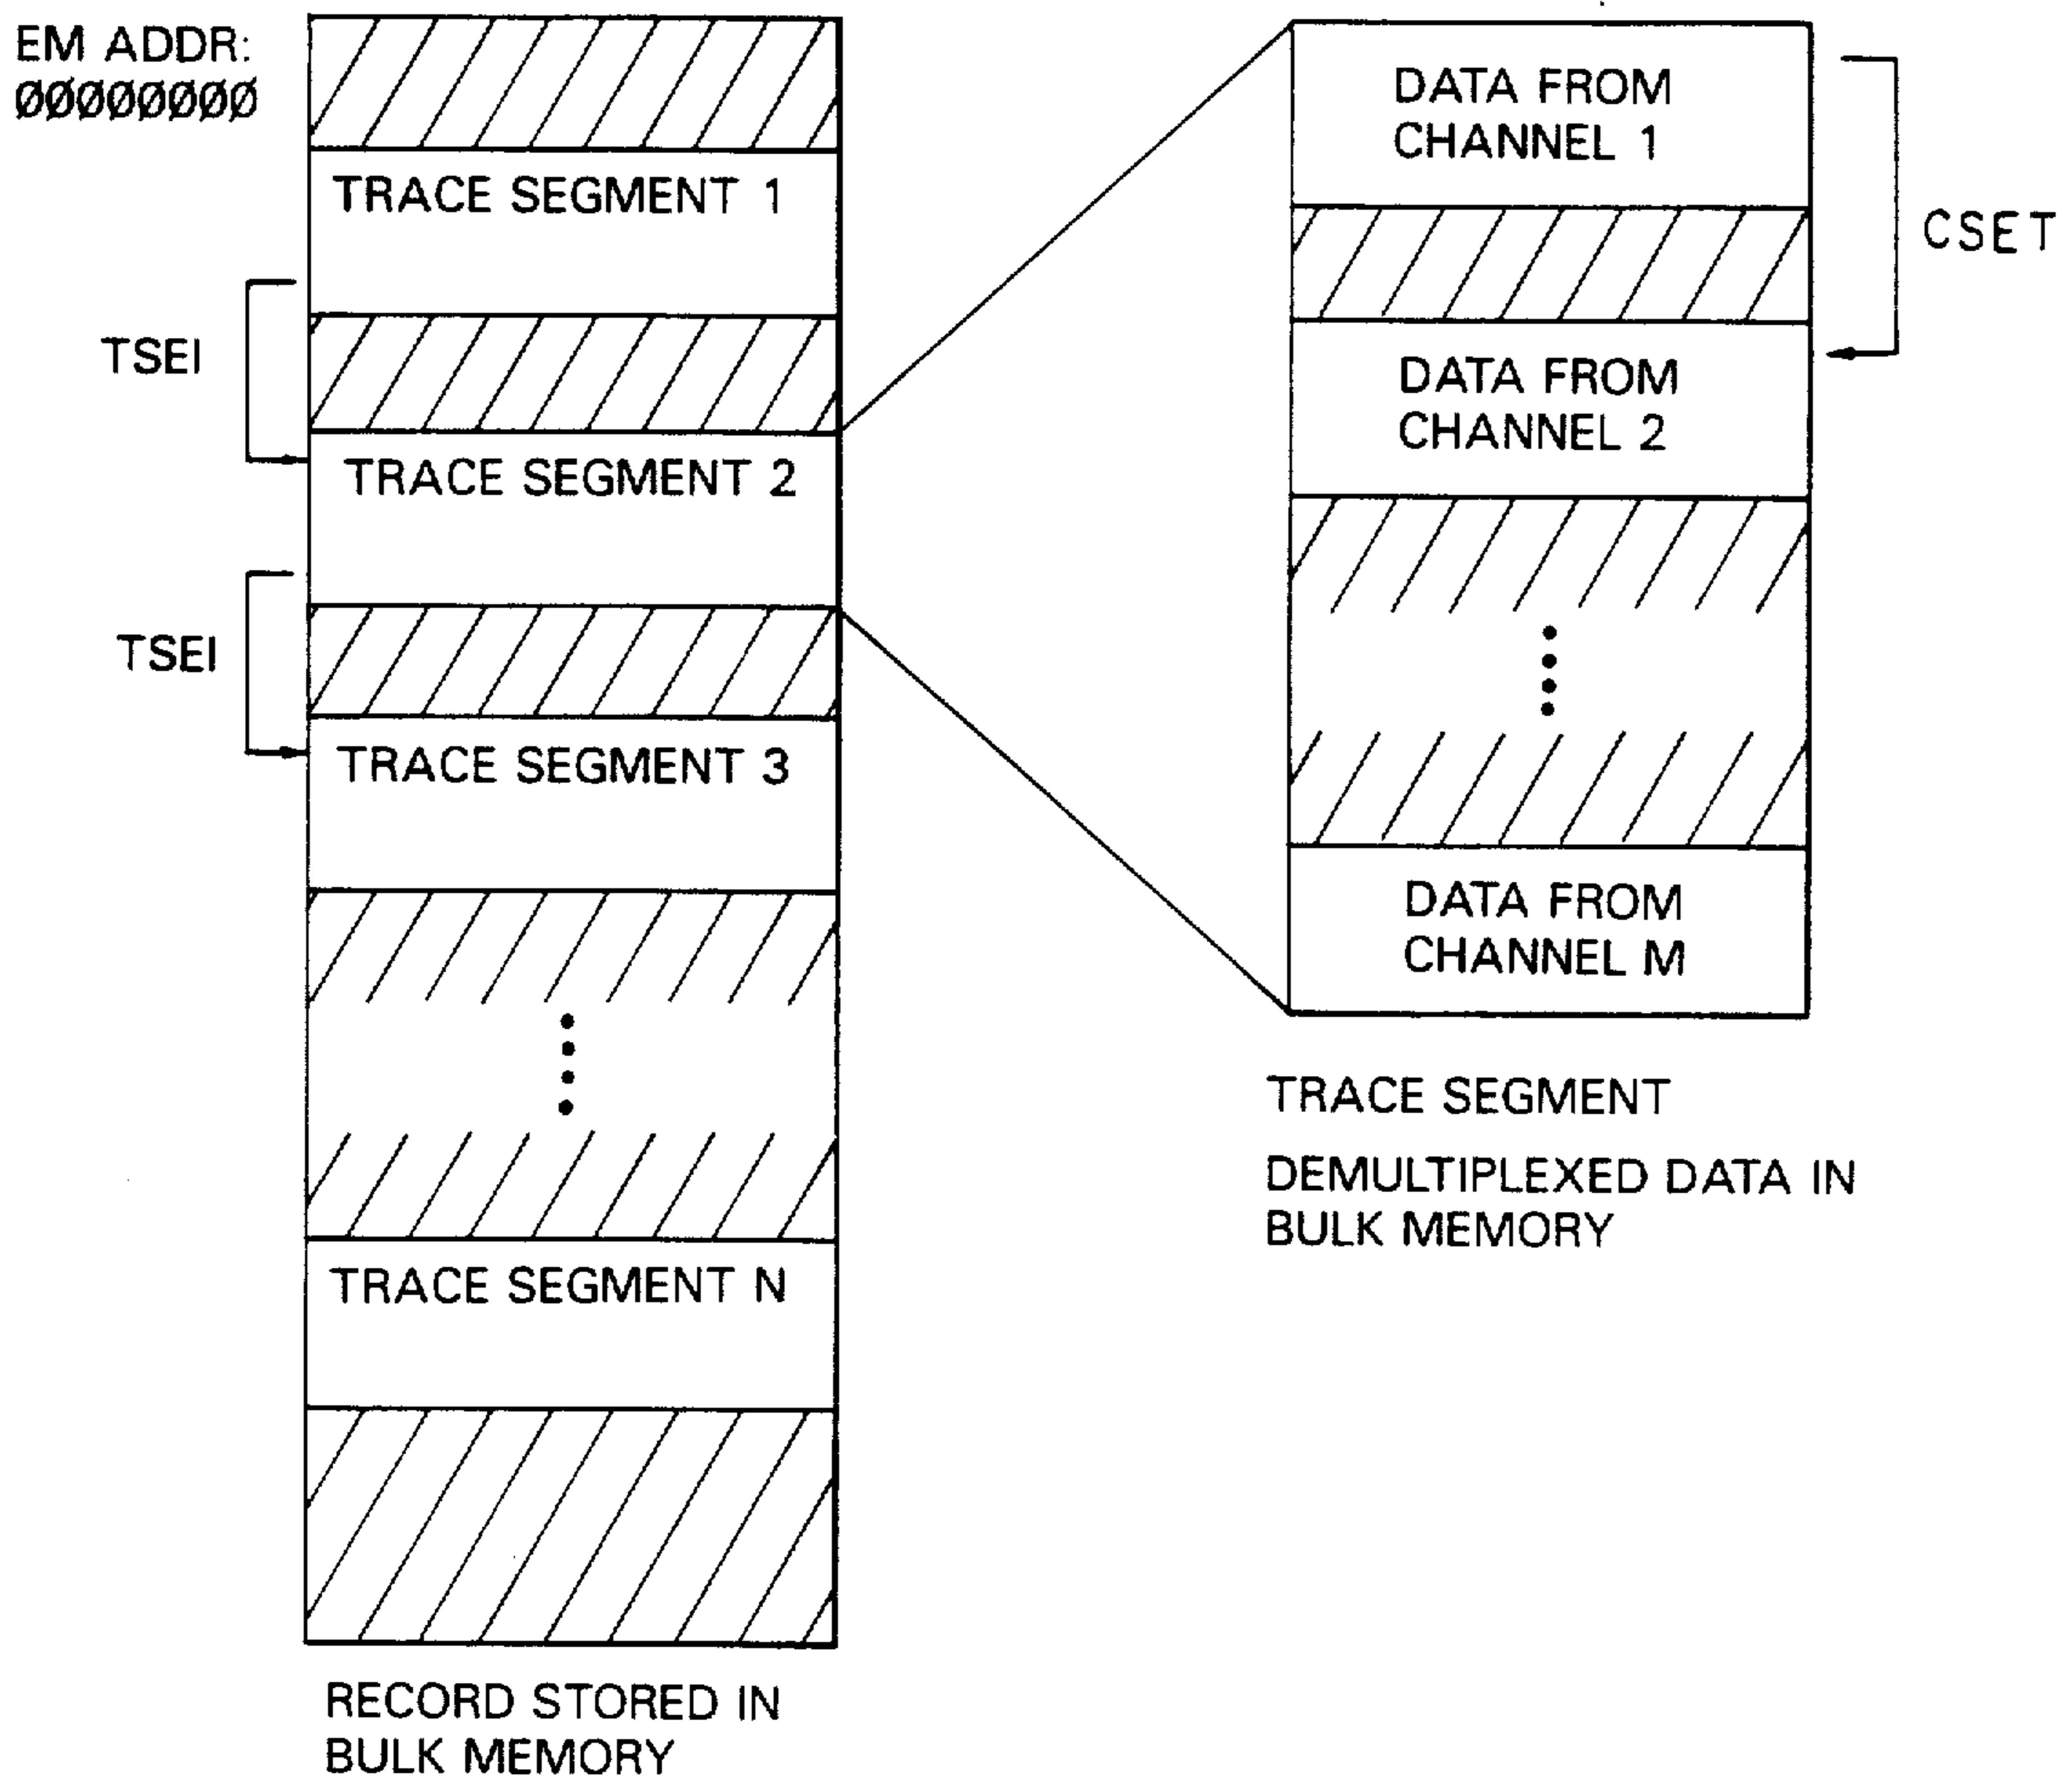 EM ADDR:
ØØØØØØØØ
TRACE SEGMENT 1
TSEI
TRACE SEGMENT 2
TSEI
TRACE SEGMENT 3
TRACE SEGMENT N
RECORD STORED IN
BULK MEMORY
DATA FROM
CHANNEL 1
CSET
DATA FROM
CHANNEL 2
DATA FROM
CHANNEL M
TRACE SEGMENT
DEMULTIPLEXED DATA IN
BULK MEMORY